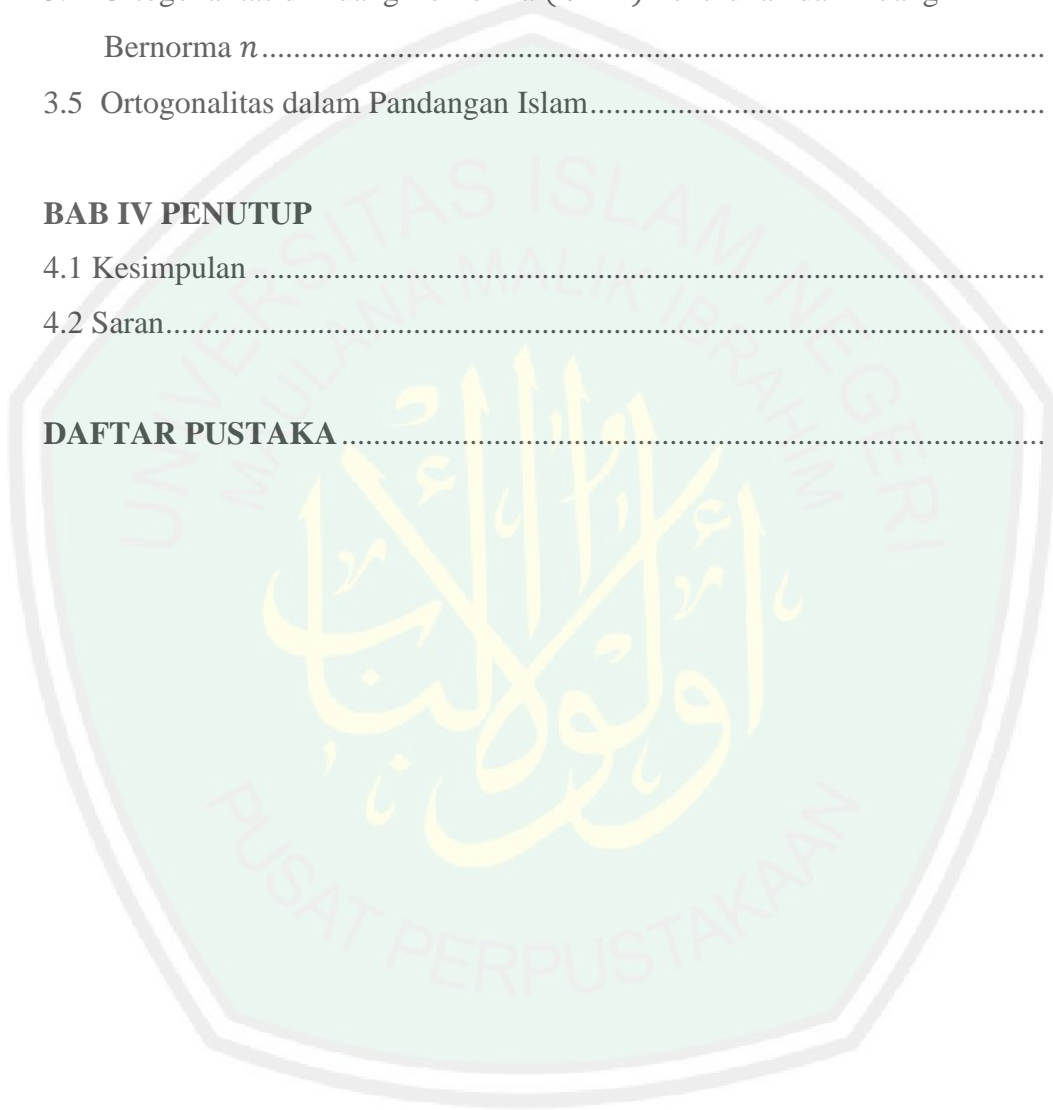 Bernorma n
3.5 Ortogonalitas dalam Pandangan Islam
BAB IV PENUTUP
4.1 Kesimpulan
4.2 Saran
DAFTAR PUSTAKA
UNIVERSITAS ISLAM NEGERI
MAULANA MALIK IBRAHIM
PUSAT PERPUSTAKAAN